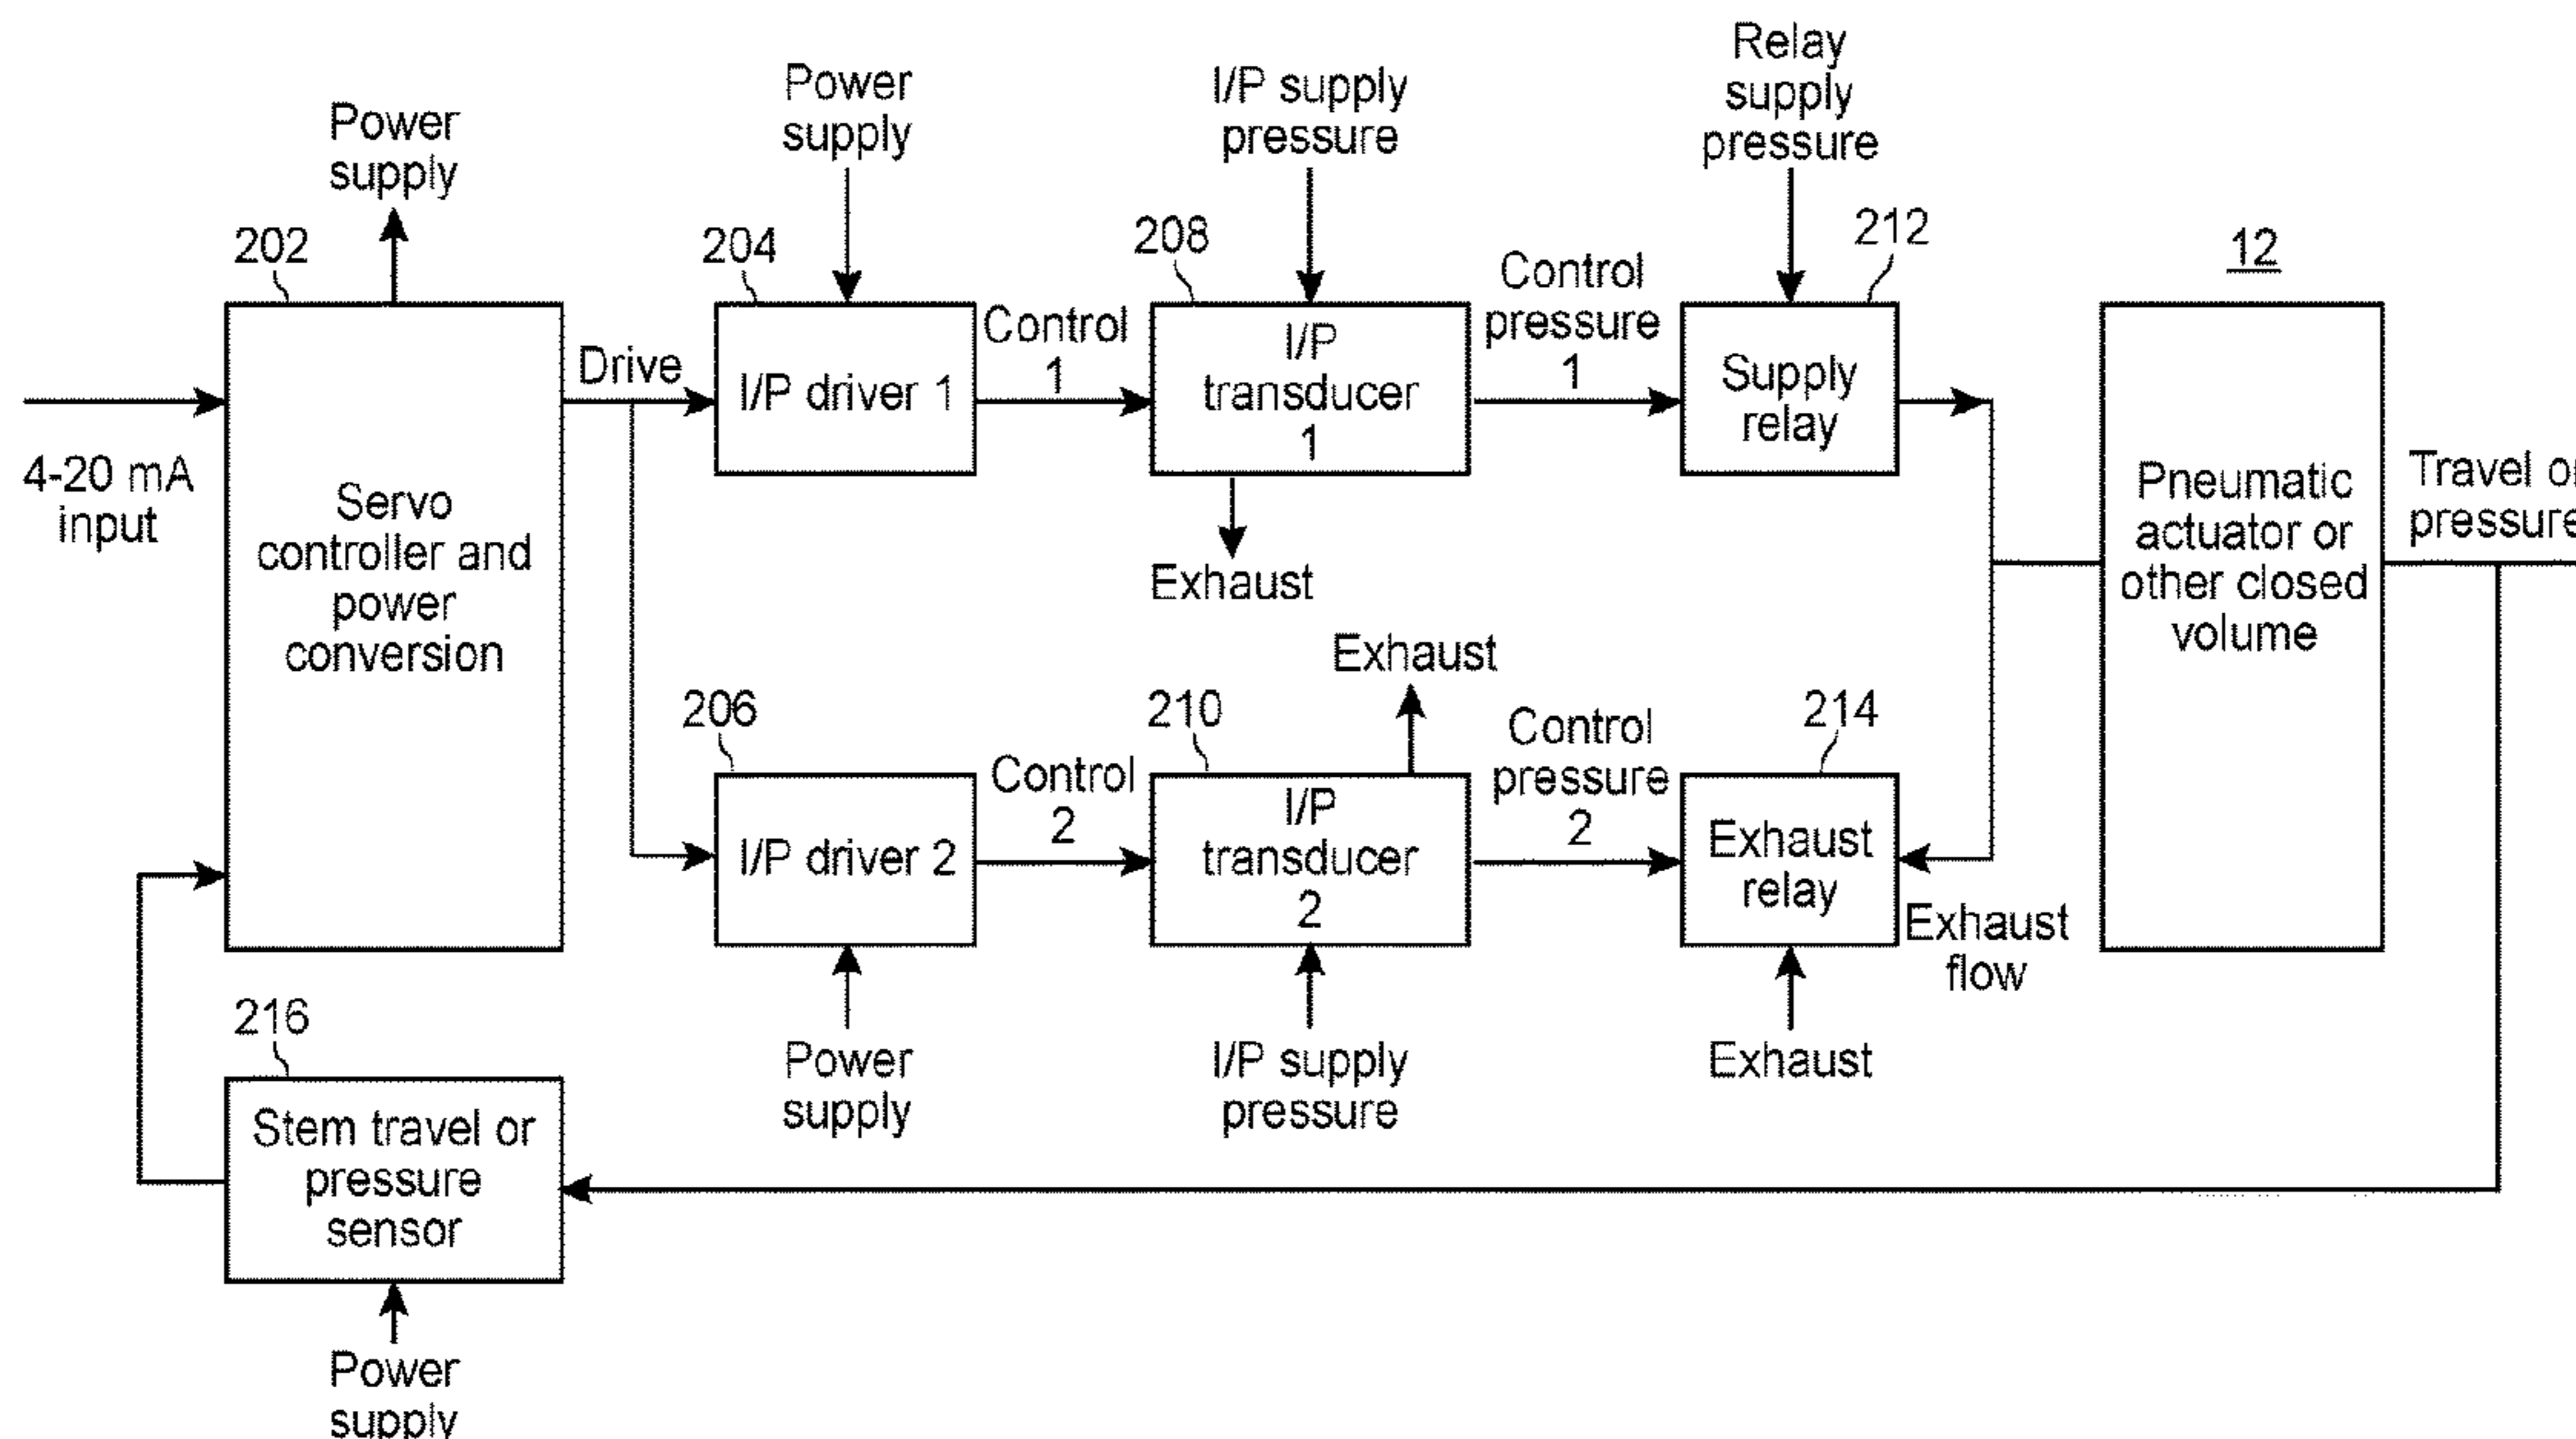 Relay
supply
pressure
Power
supply
I/P supply
pressure
Power
supply
202
204
208
212
12
Drive
Control
1
Control
pressure
1
I/P driver 1
I/P
transducer
1
Supply
relay
4-20 mA
input
Servo
controller and
power
conversion
Exhaust
Pneumatic
actuator or
other closed
volume
Travel or
pressure
Exhaust
206
210
214
Control
2
Control
pressure
2
I/P driver 2
I/P
transducer
2
Exhaust
relay
Exhaust
flow
216
Power
supply
I/P supply
pressure
Exhaust
Stem travel or
pressure
sensor
Power
supply